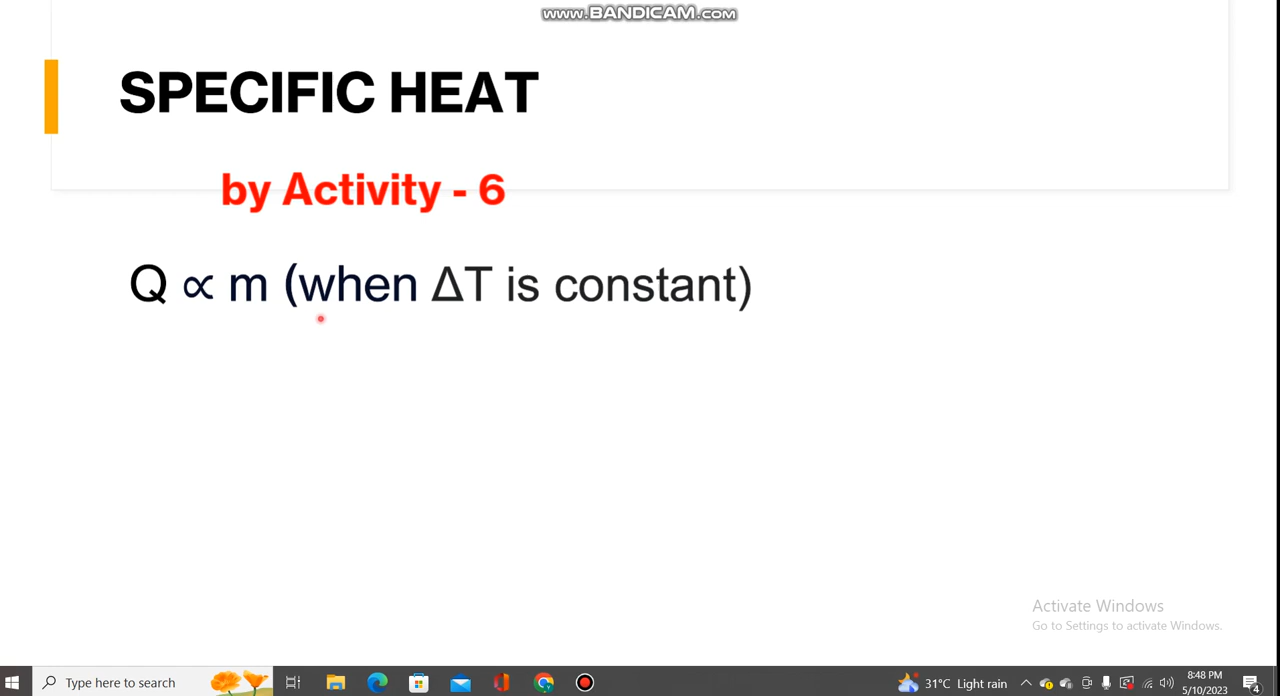 www.BANDICAM.com
SPECIFIC HEAT
by Activity - 6
Q ∝ m (when ΔT is constant)
Activate Windows
Go to Settings to activate Windows.
Type here to search
31°C Light rain
8:48 PM
5/10/2023
4